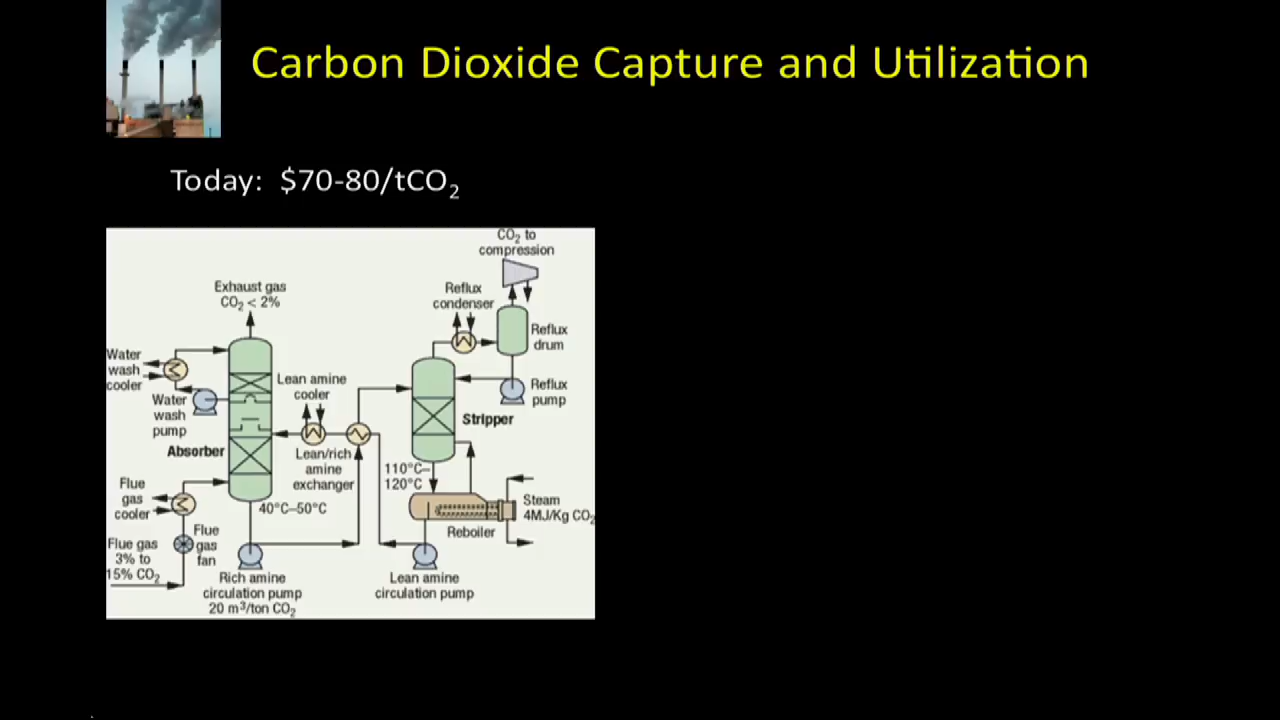 Carbon Dioxide Capture and Utilization
Today: $70-80/tCO₂
CO₂ to
compression
Exhaust gas
CO₂ < 2%
Reflux
condenser
Reflux
drum
Water
wash
cooler
Lean amine
cooler
Reflux
pump
Water
wash
pump
Stripper
Absorber
Lean/rich
amine
exchanger
110°C–
120°C
Flue
gas
cooler
40°C–50°C
Steam
4MJ/Kg CO₂
Reboiler
Flue
gas
fan
Flue gas
3% to
15% CO₂
Rich amine
circulation pump
20 m³/ton CO₂
Lean amine
circulation pump